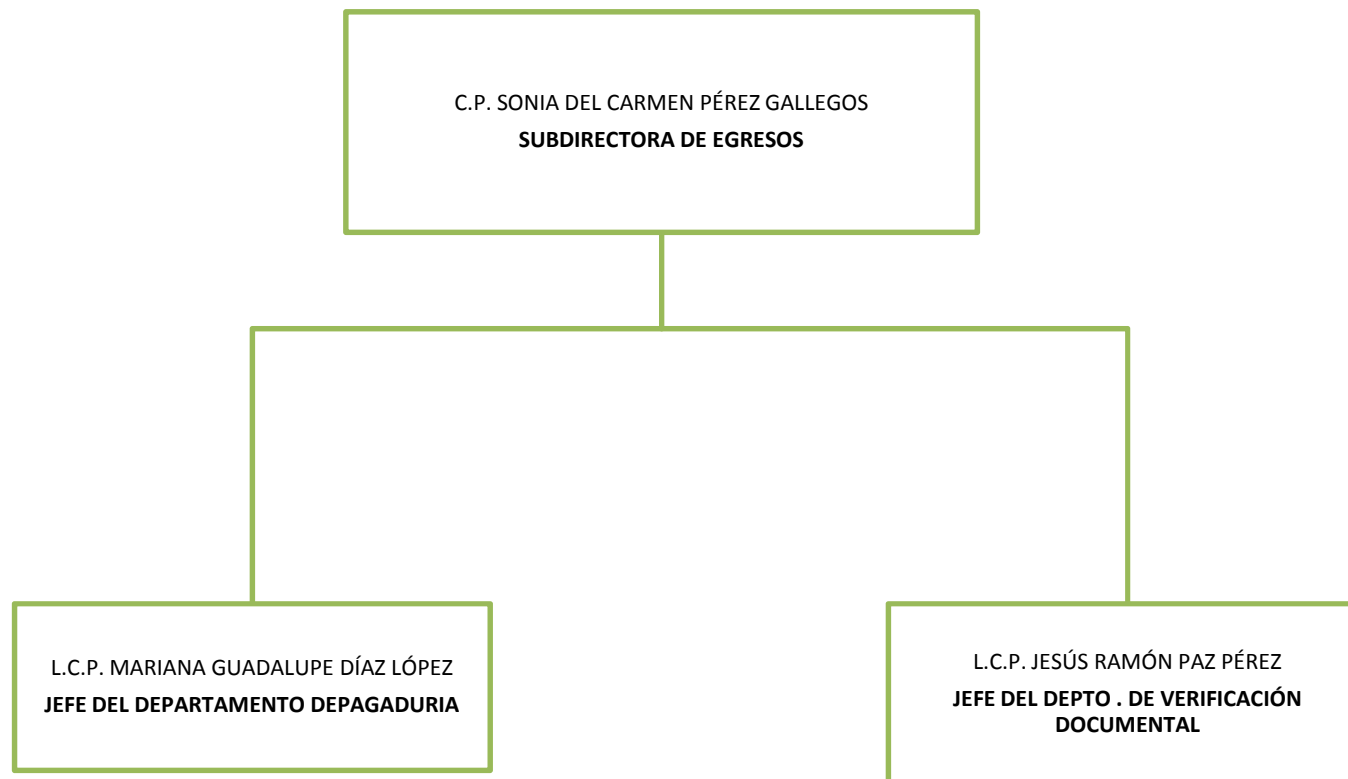 C.P. SONIA DEL CARMEN PÉREZ GALLEGOS
SUBDIRECTORA DE EGRESOS
L.C.P. MARIANA GUADALUPE DÍAZ LÓPEZ
JEFE DEL DEPARTAMENTO DEPAGADURIA
L.C.P. JESÚS RAMÓN PAZ PÉREZ
JEFE DEL DEPTO . DE VERIFICACIÓN
DOCUMENTAL